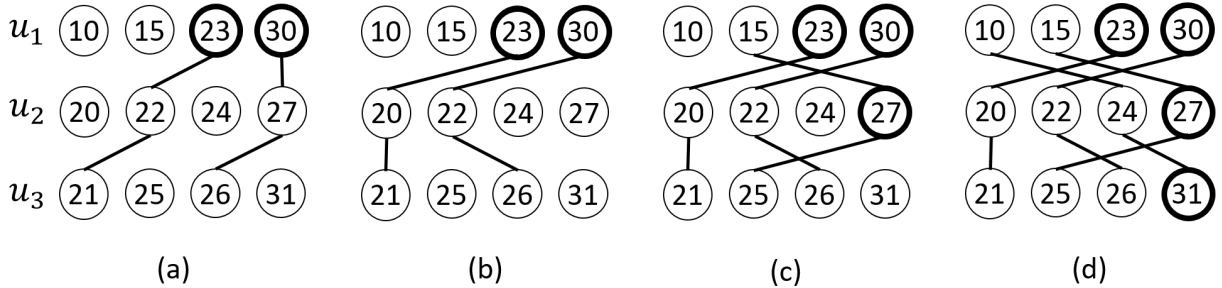 u₁ 10 15 23 30 10 15 23 30 10 15 23 30 10 15 23 30
u₂ 20 22 24 27 20 22 24 27 20 22 24 27 20 22 24 27
u₃ 21 25 26 31 21 25 26 31 21 25 26 31 21 25 26 31
(a) (b) (c) (d)